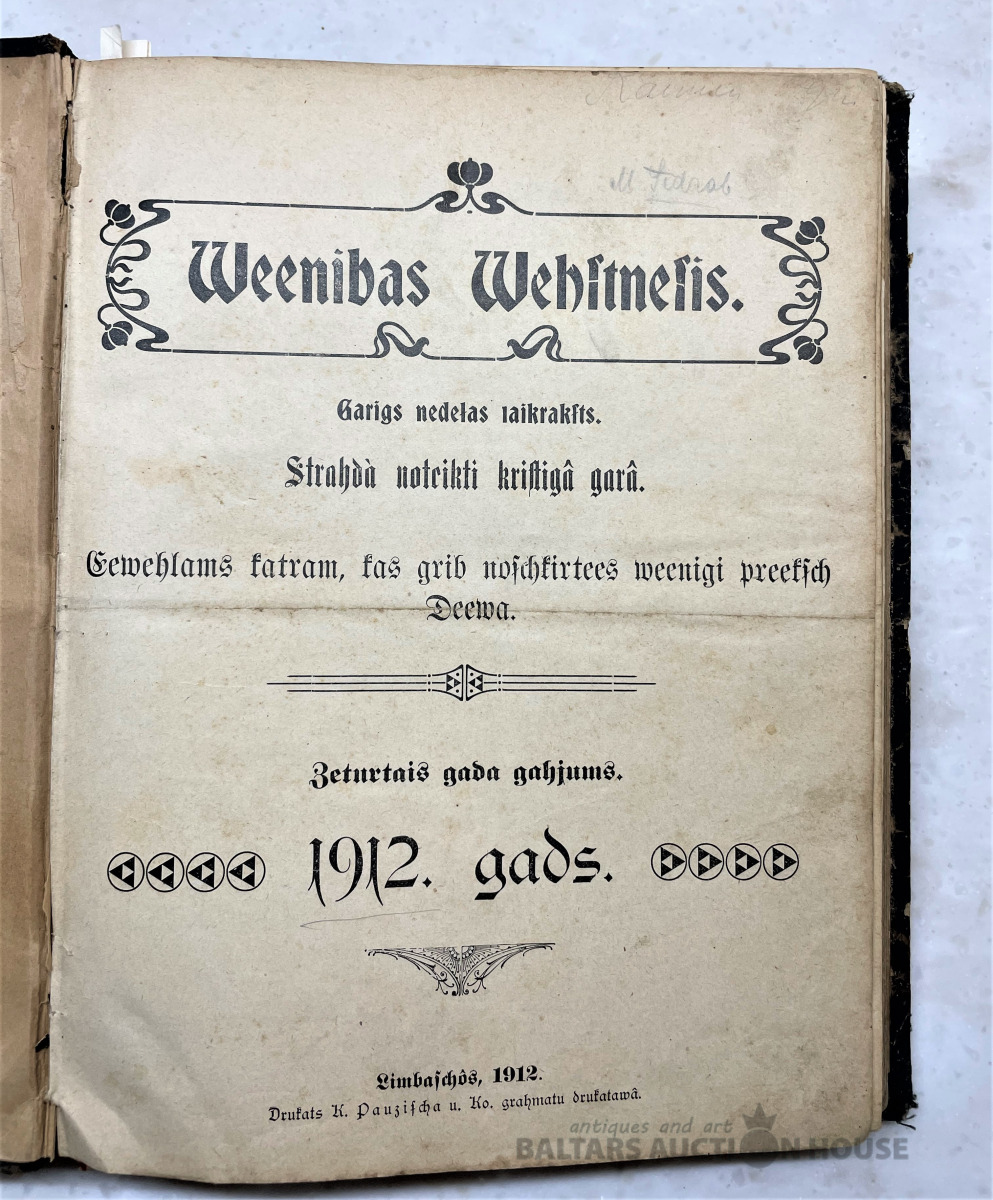 Weenibas Wehſtneſis.
Garigs nedeļas laikrakſts.
Strahdà noteikti kriſtigâ garâ.
Eewehlams katram, kas grib noſchkirtees weenigi preekſch
Deewa.
Zeturtais gada gahjums.
1912. gads.
Limbaſchôs, 1912.
Drukats K. Pauziſcha u. Ko. grahmatu drukatawâ.
antiques and art
BALTARS AUCTION HOUSE